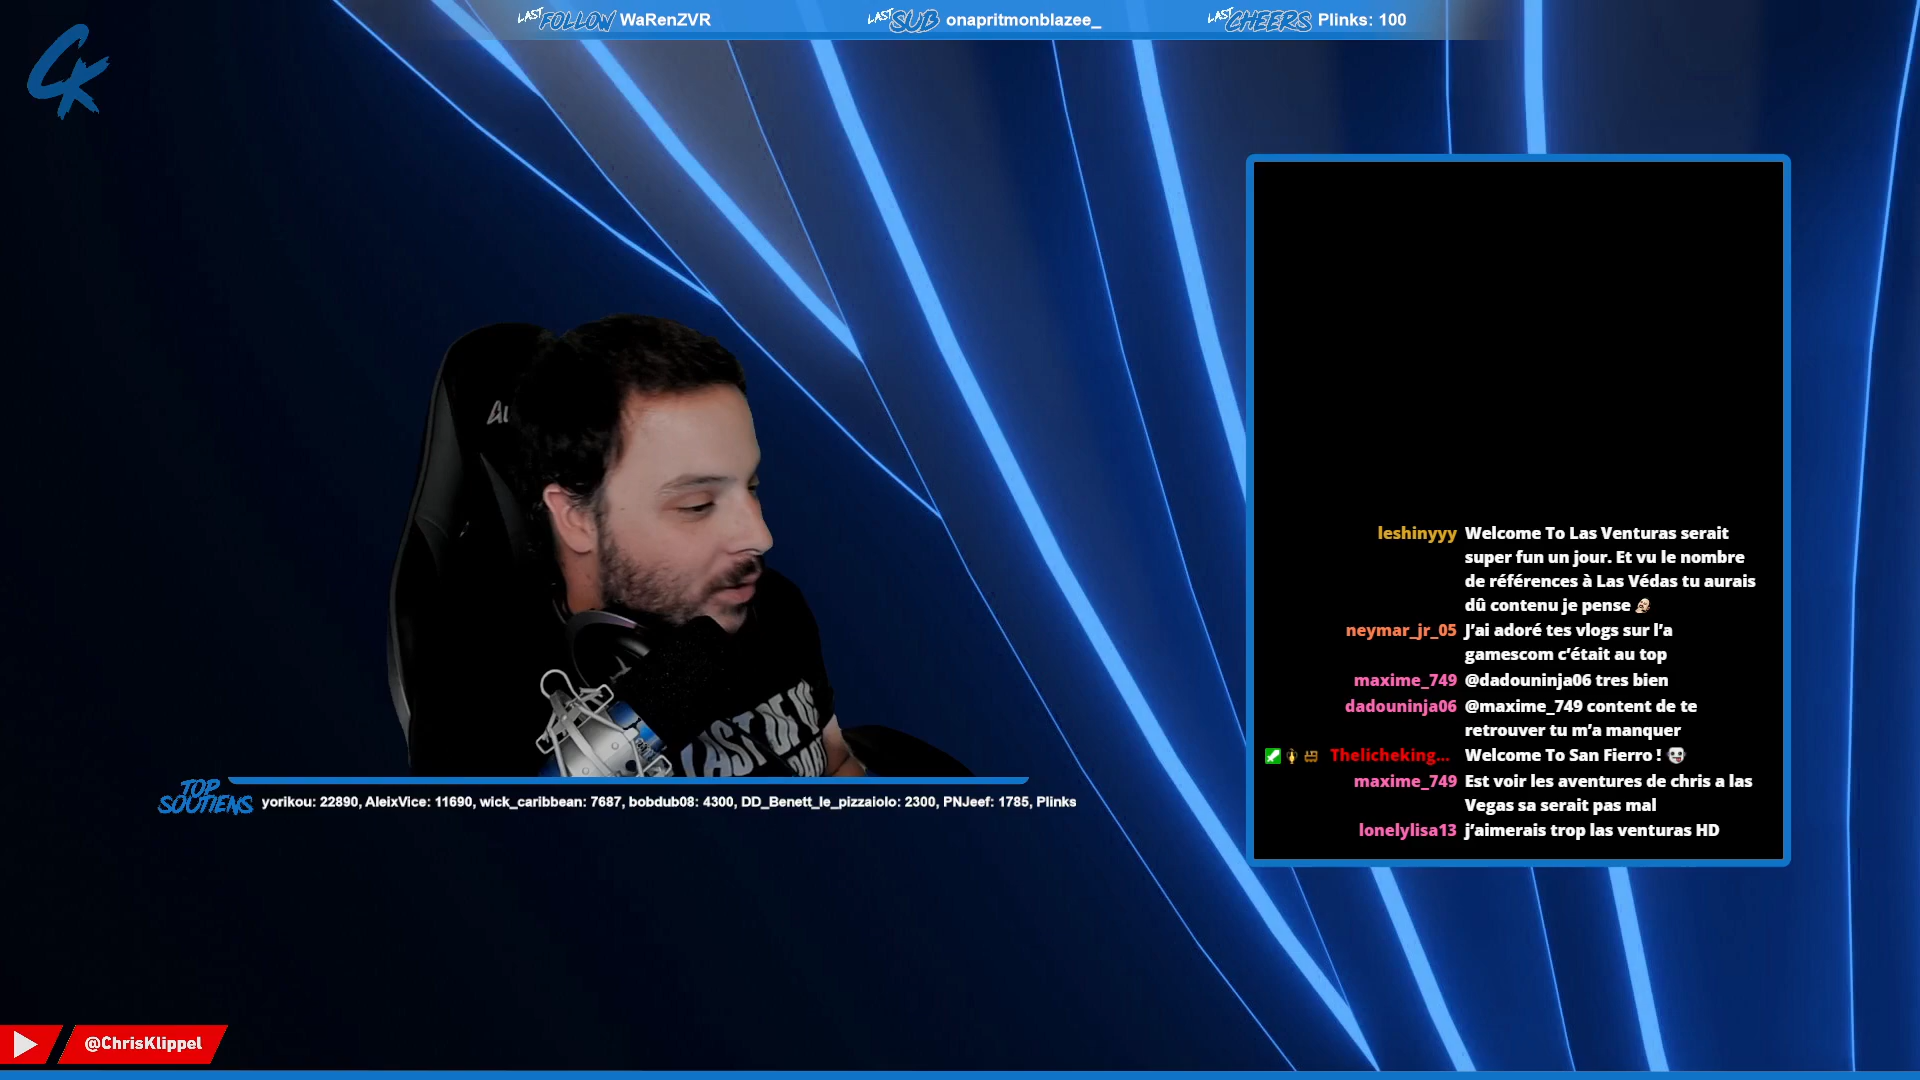 LAST FOLLOW WaRenZVR
LAST SUB onapritmonblazee_
LAST CHEERS Plinks: 100
CK
leshinyyy Welcome To Las Venturas serait
super fun un jour. Et vu le nombre
de références à Las Védas tu aurais
dû contenu je pense
neymar_jr_05 J'ai adoré tes vlogs sur l'a
gamescom c'était au top
maxime_749 @dadouninja06 tres bien
dadouninja06 @maxime_749 content de te
retrouver tu m'a manquer
Thelicheking... Welcome To San Fierro !
maxime_749 Est voir les aventures de chris a las
Vegas sa serait pas mal
lonelylisa13 j'aimerais trop las venturas HD
LAST OF
PAR
TOP
SOUTIENS
yorikou: 22890, AleixVice: 11690, wick_caribbean: 7687, bobdub08: 4300, DD_Benett_le_pizzaiolo: 2300, PNJeef: 1785, Plinks
@ChrisKlippel